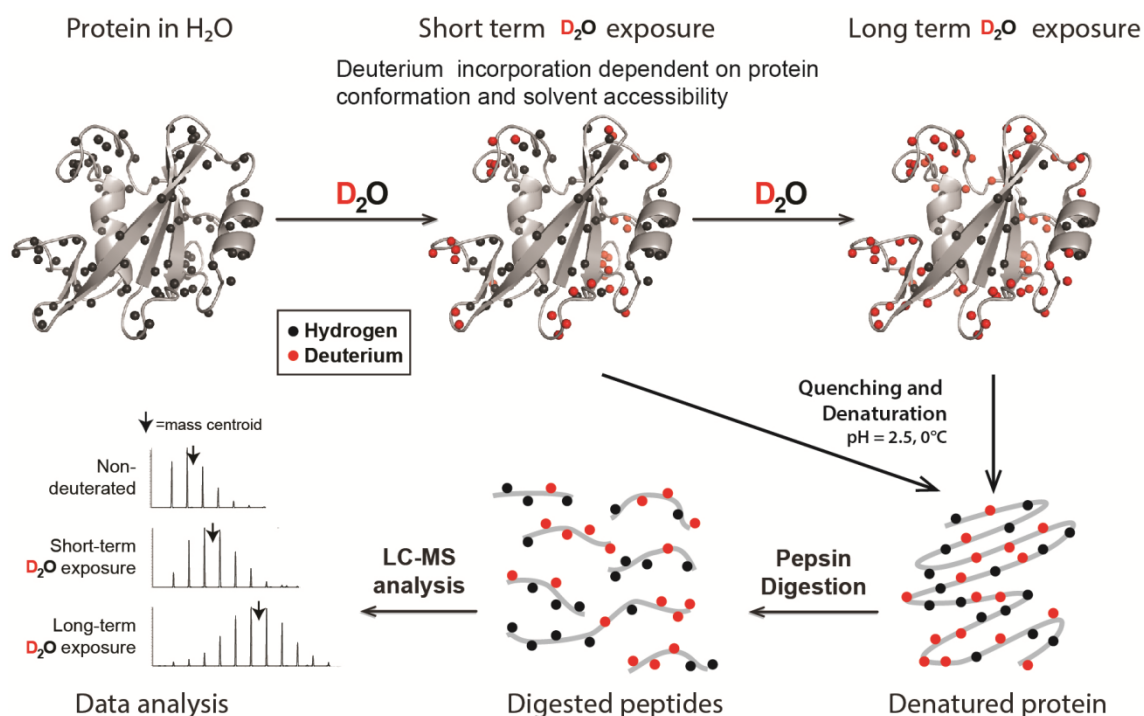 Protein in H₂O
Short term D₂O exposure
Long term D₂O exposure
Deuterium incorporation dependent on protein
conformation and solvent accessibility
D₂O
D₂O
Hydrogen
Deuterium
Quenching and
Denaturation
pH = 2.5, 0°C
=mass centroid
Non-
deuterated
Short-term
D₂O exposure
Long-term
D₂O exposure
LC-MS
analysis
Pepsin
Digestion
Data analysis
Digested peptides
Denatured protein